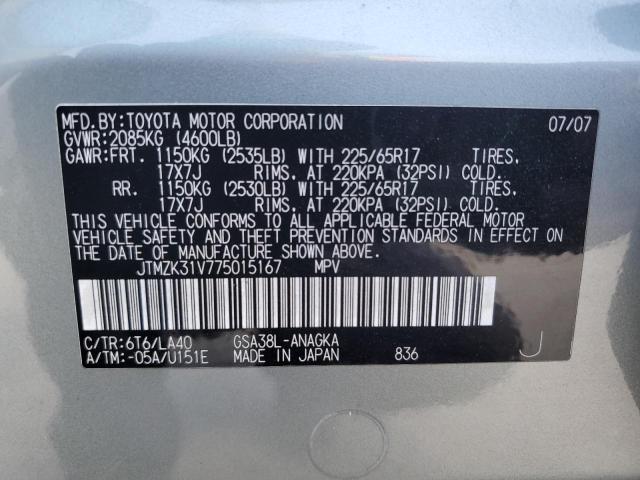 MFD.BY:TOYOTA MOTOR CORPORATION 07/07
GVWR:2085KG (4600LB)
GAWR:FRT. 1150KG (2535LB) WITH 225/65R17 TIRES.
17X7J RIMS. AT 220KPA (32PSI) COLD.
RR. 1150KG (2530LB) WITH 225/65R17 TIRES.
17X7J RIMS. AT 220KPA (32PSI) COLD.
THIS VEHICLE CONFORMS TO ALL APPLICABLE FEDERAL MOTOR
VEHICLE SAFETY AND THEFT PREVENTION STANDARDS IN EFFECT ON
THE DATE OF MANUFACTURE SHOWN ABOVE.
JTMZK31V775015167 MPV
C/TR:6T6/LA40 GSA38L-ANAGKA
A/TM:-05A/U151E MADE IN JAPAN 836 J